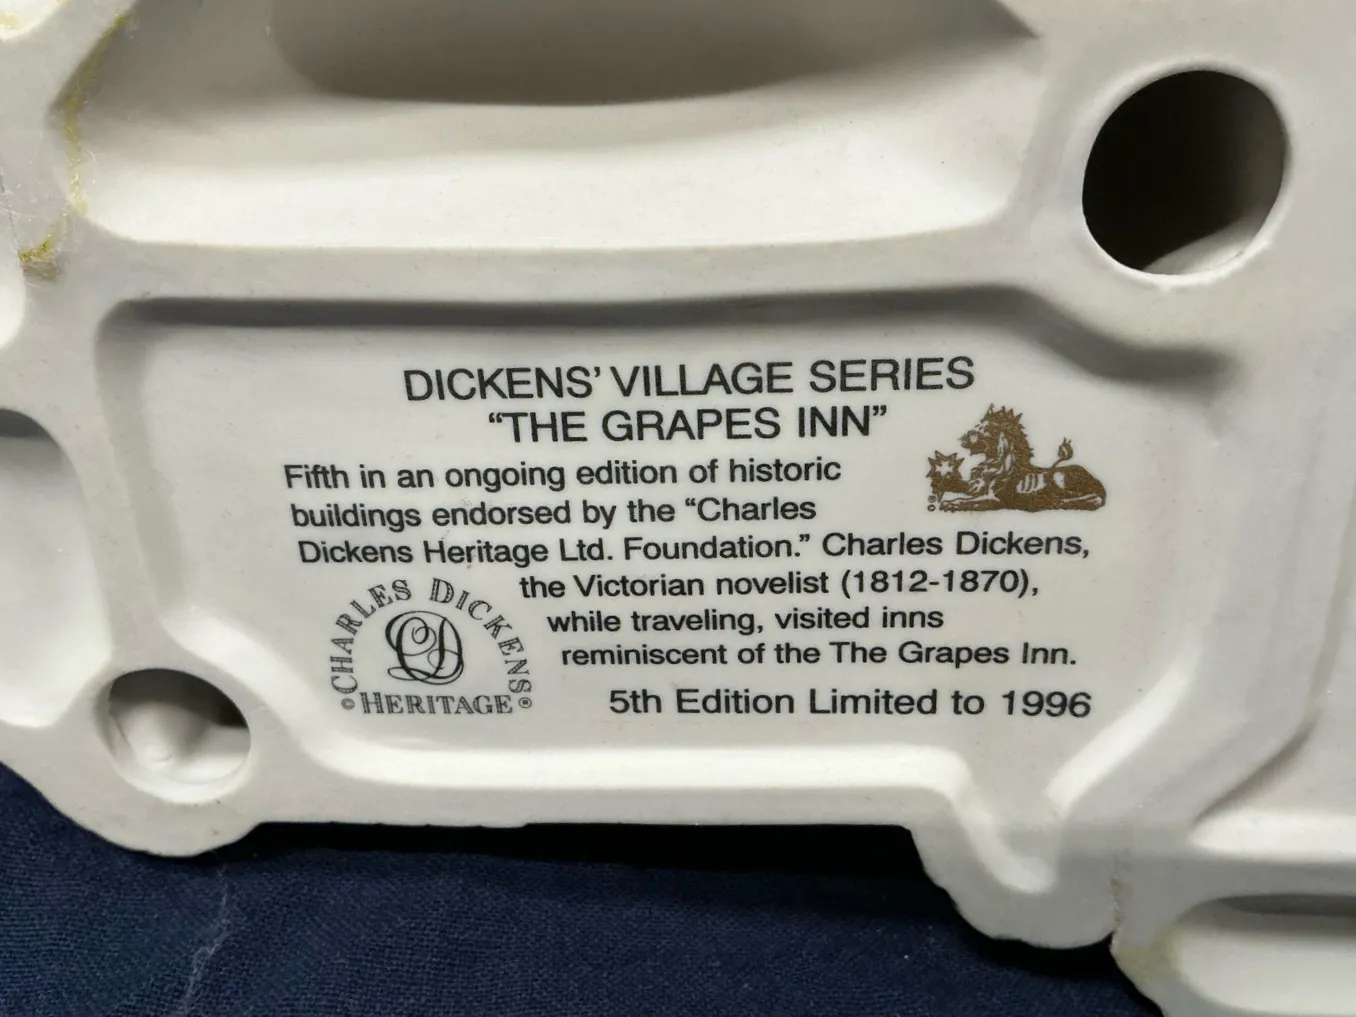 DICKENS' VILLAGE SERIES
“THE GRAPES INN”
Fifth in an ongoing edition of historic
buildings endorsed by the “Charles
Dickens Heritage Ltd. Foundation.” Charles Dickens,
the Victorian novelist (1812-1870),
while traveling, visited inns
reminiscent of the The Grapes Inn.
5th Edition Limited to 1996
CHARLES DICKENS
© HERITAGE ®